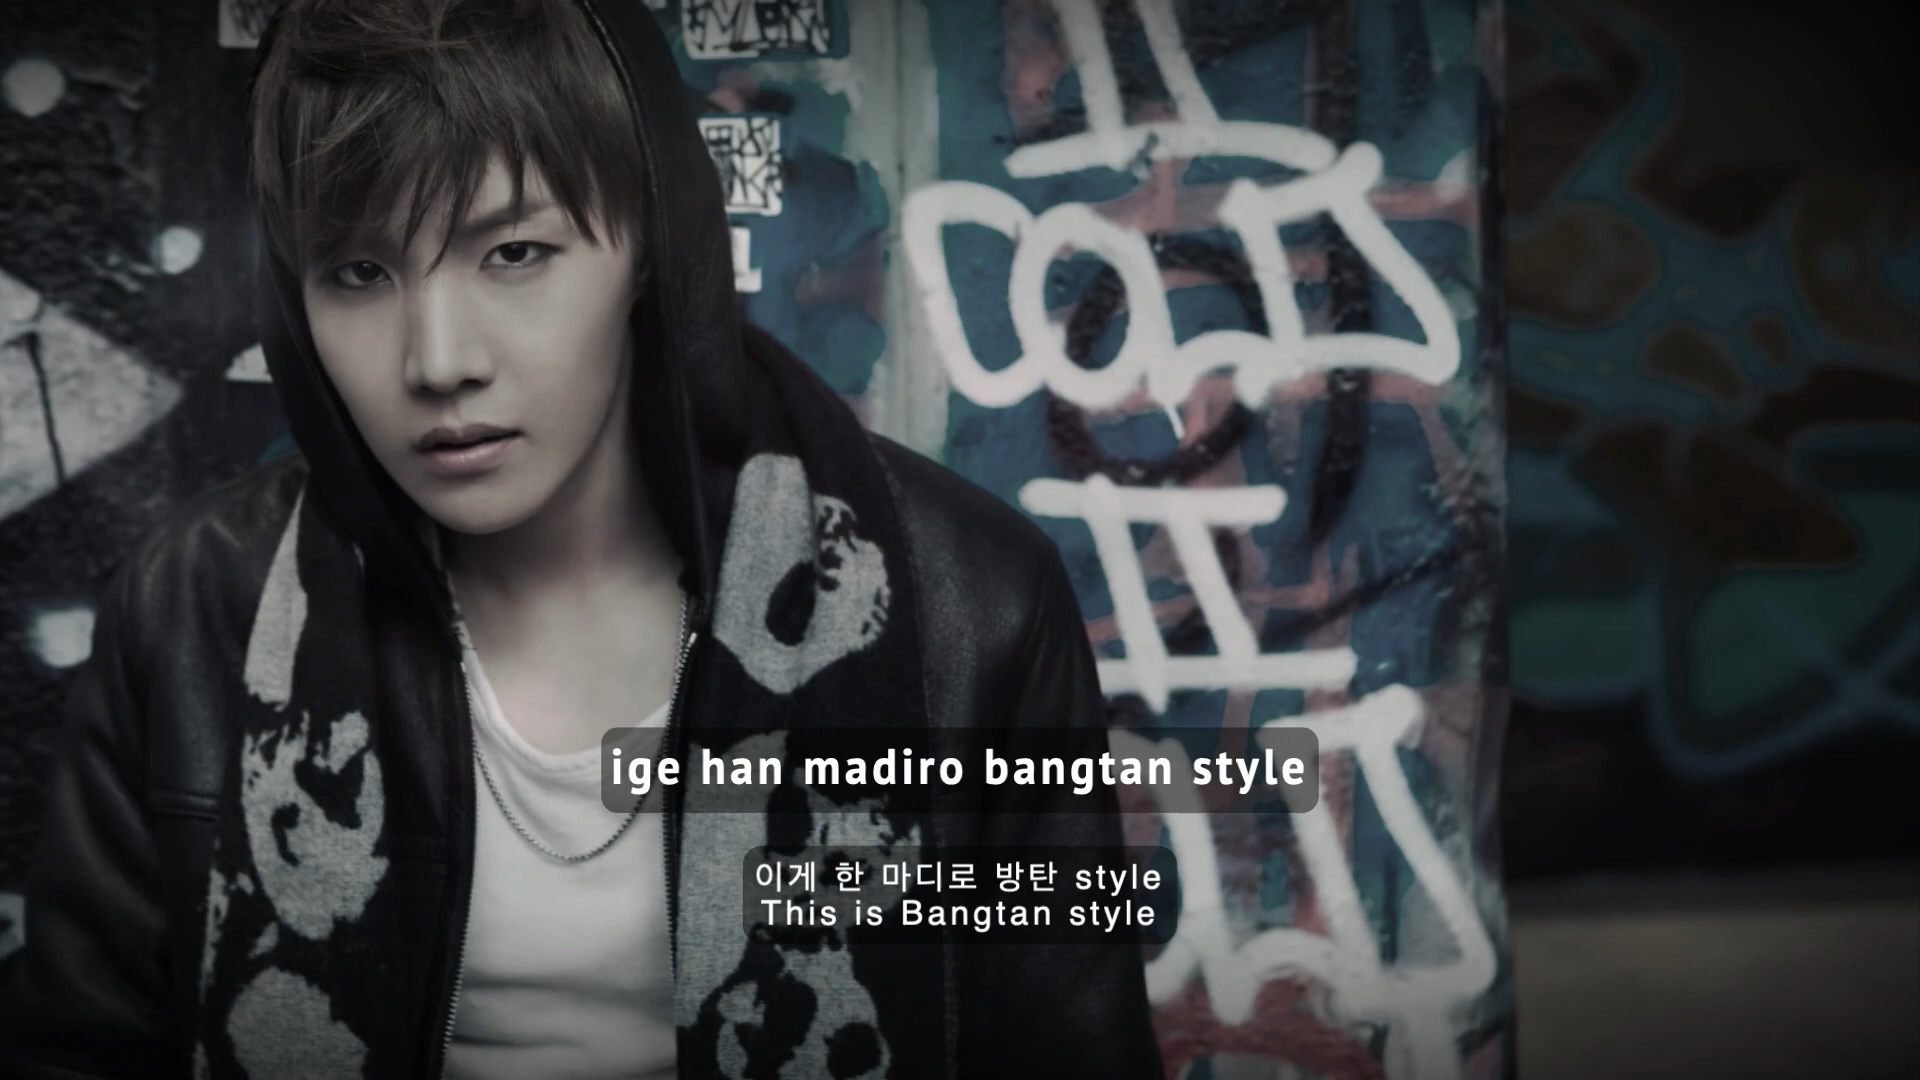 ige han madiro bangtan style
이게 한 마디로 방탄 style
This is Bangtan style